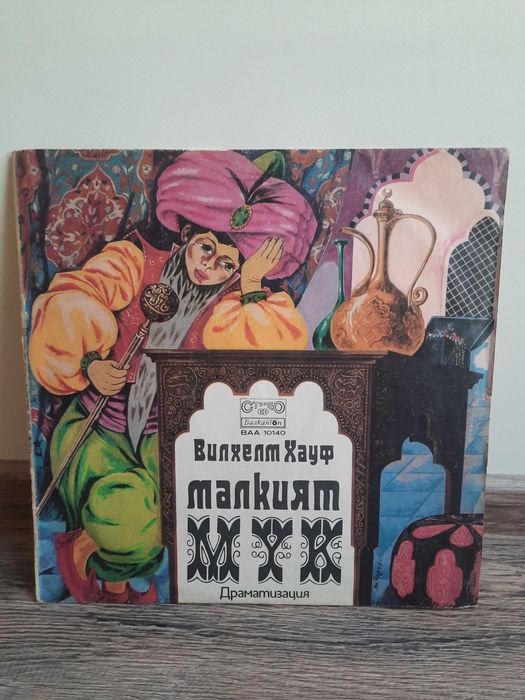 СТЕРЕО
Балкантон
ВАА 10140
Вилхелм Хауф
малкият
МУК
Драматизация